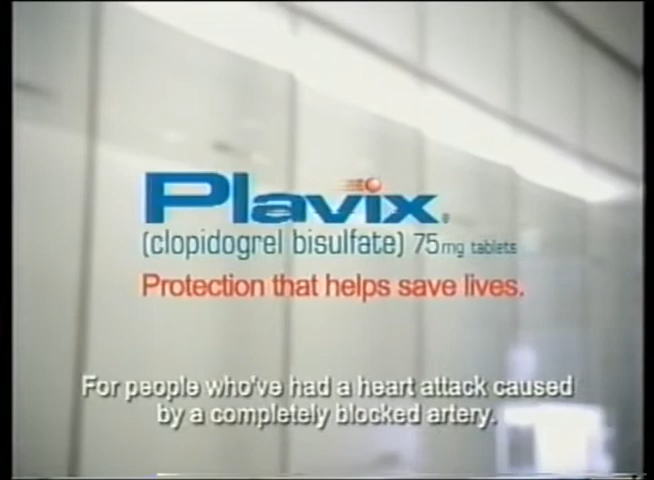 Plavix®
(clopidogrel bisulfate) 75mg tablets
Protection that helps save lives.
For people who've had a heart attack caused
by a completely blocked artery.